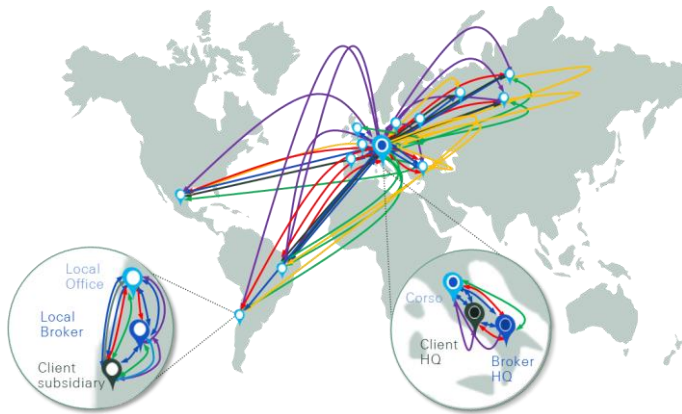 Local
Office
Local
Broker
Client
subsidiary
Corso
Client
HQ
Broker
HQ